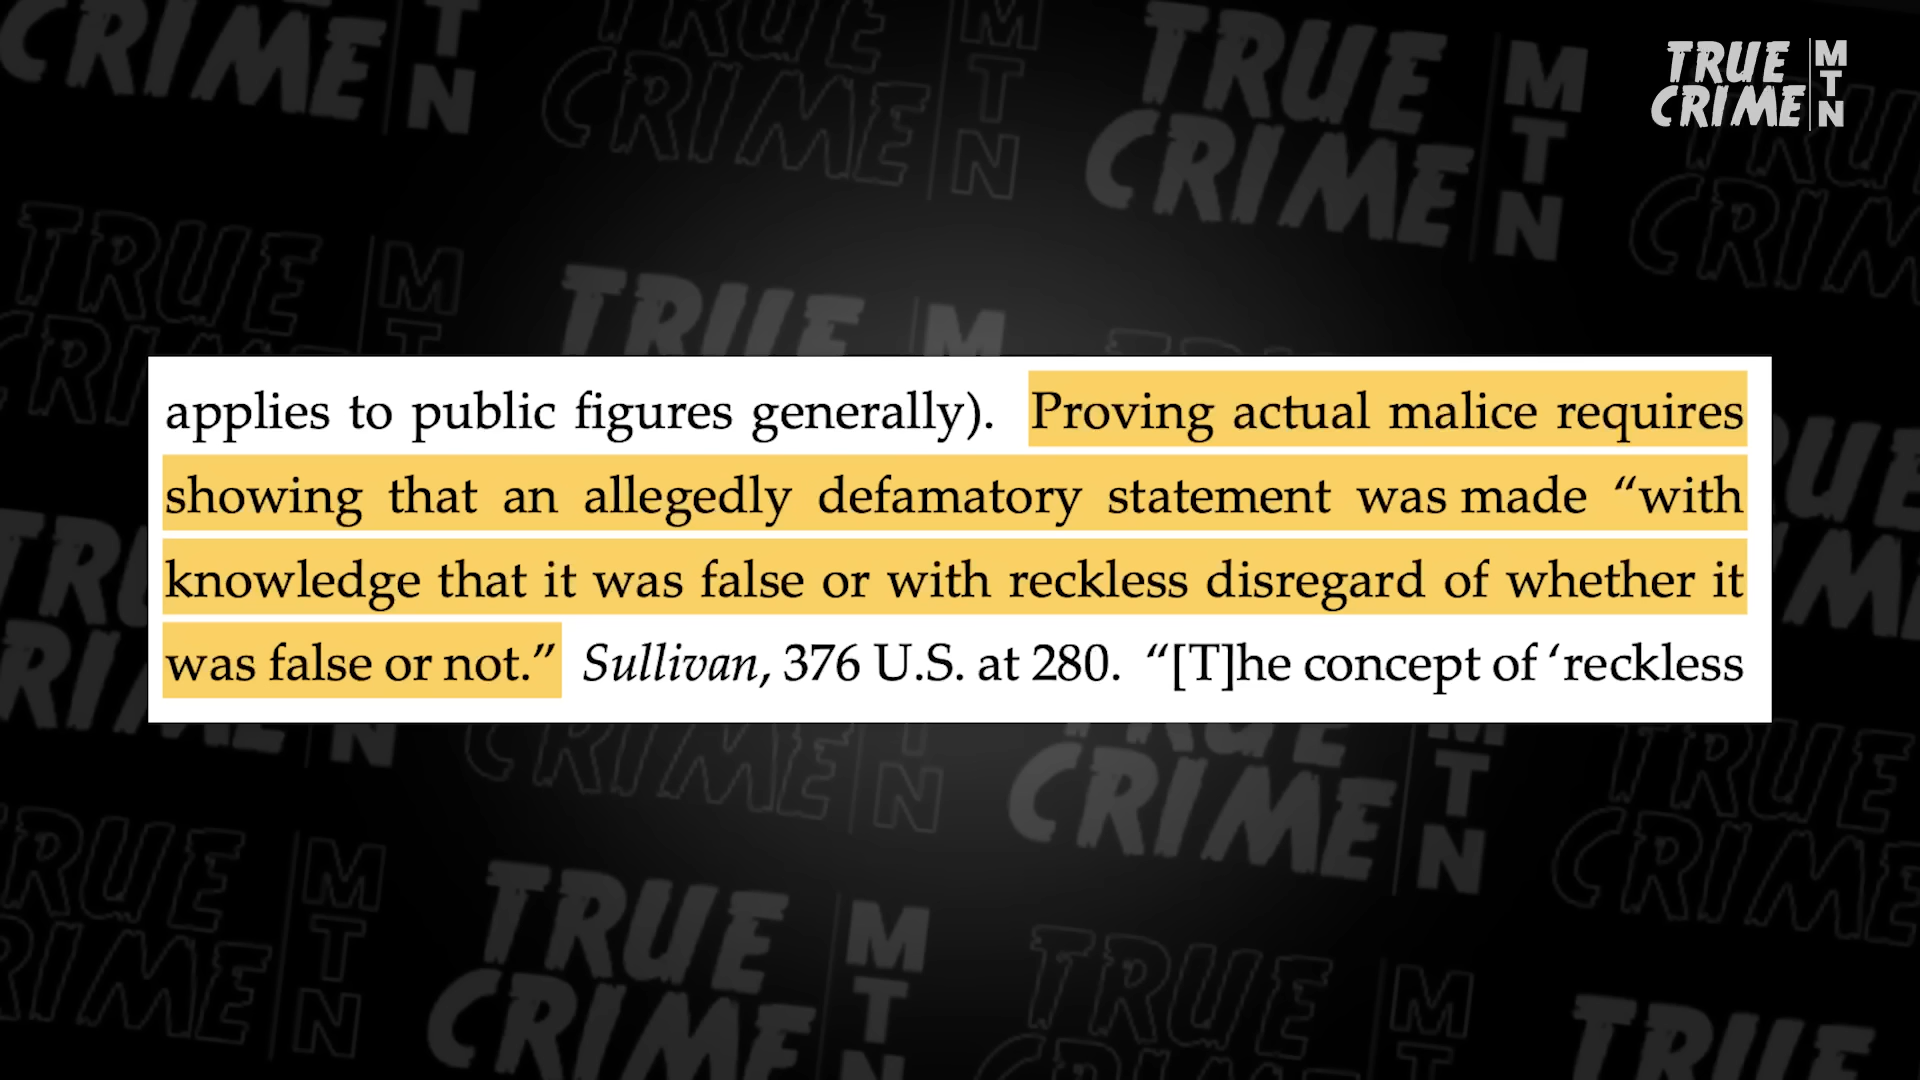 TRUE
CRIME
MTN
applies to public figures generally). Proving actual malice requires
showing that an allegedly defamatory statement was made “with
knowledge that it was false or with reckless disregard of whether it
was false or not.” Sullivan, 376 U.S. at 280. “[T]he concept of ‘reckless